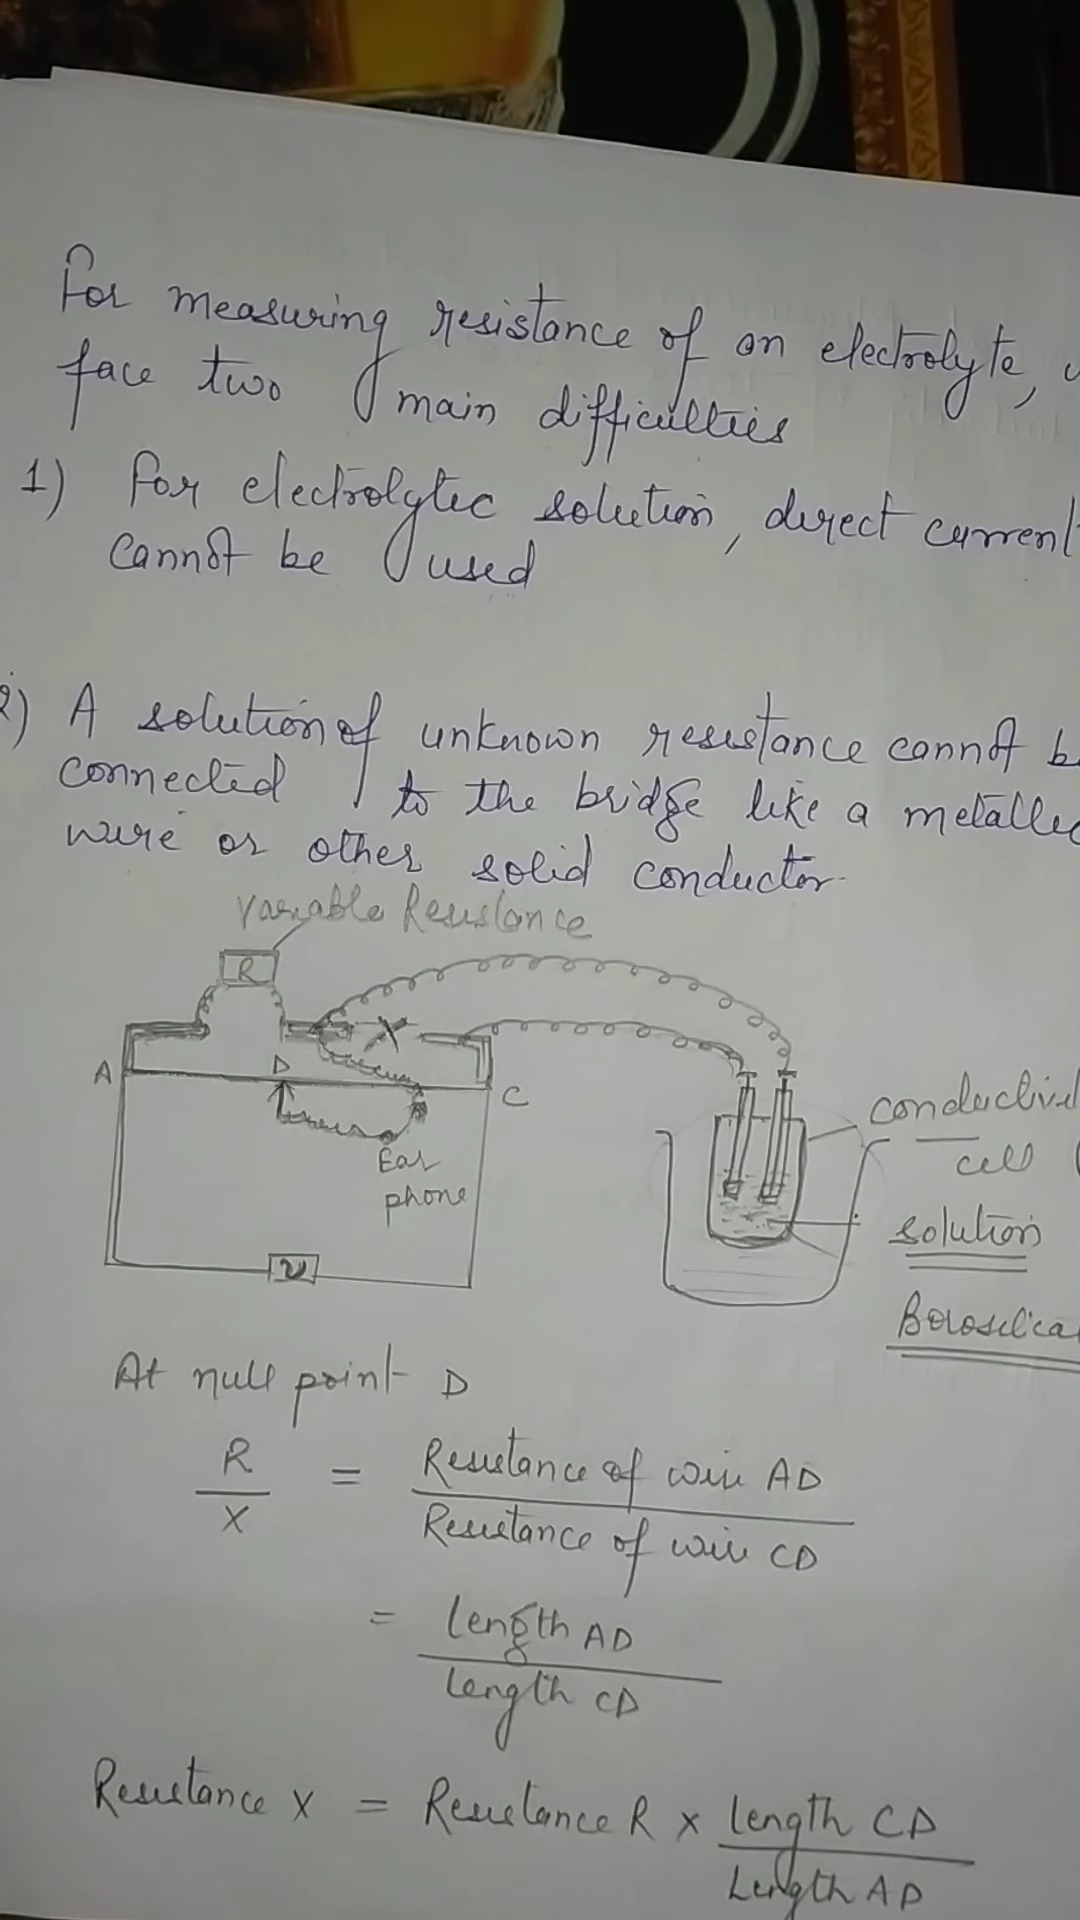 For measuring resistance of an electrolyte,
face two main difficulties
1) For electrolytic solution, direct current
cannot be used
2) A solution of unknown resistance cannot be
connected to the bridge like a metallic
wire or other solid conductor.
Variable Resistance
R
X
A
D
C
Ear
phone
conductivi
cell
solution
Borosilica
At null point D
R = Resistance of wire AD
X Resistance of wire CD
= length AD
Length CD
Resistance X = Resistance R × length CD
Length AD